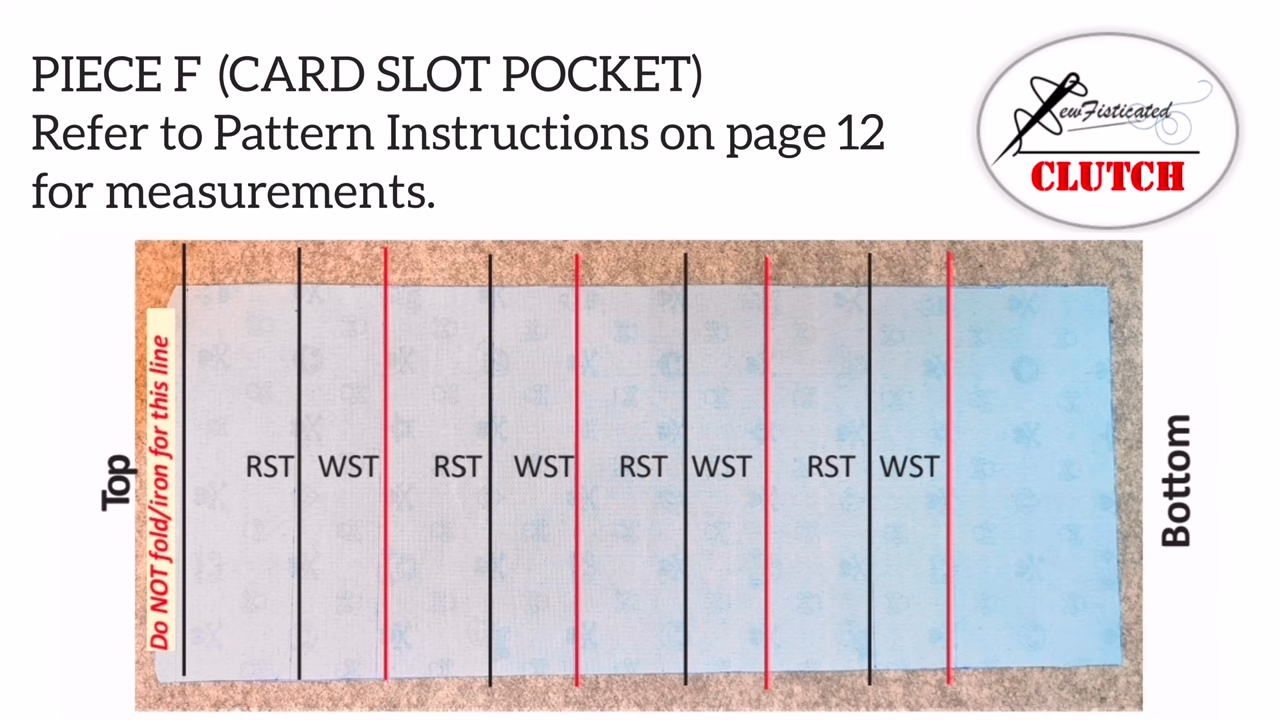 PIECE F (CARD SLOT POCKET)
Refer to Pattern Instructions on page 12
for measurements.
SewFisticated
CLUTCH
Top
Do NOT fold/iron for this line
RST WST RST WST RST WST RST WST
Bottom